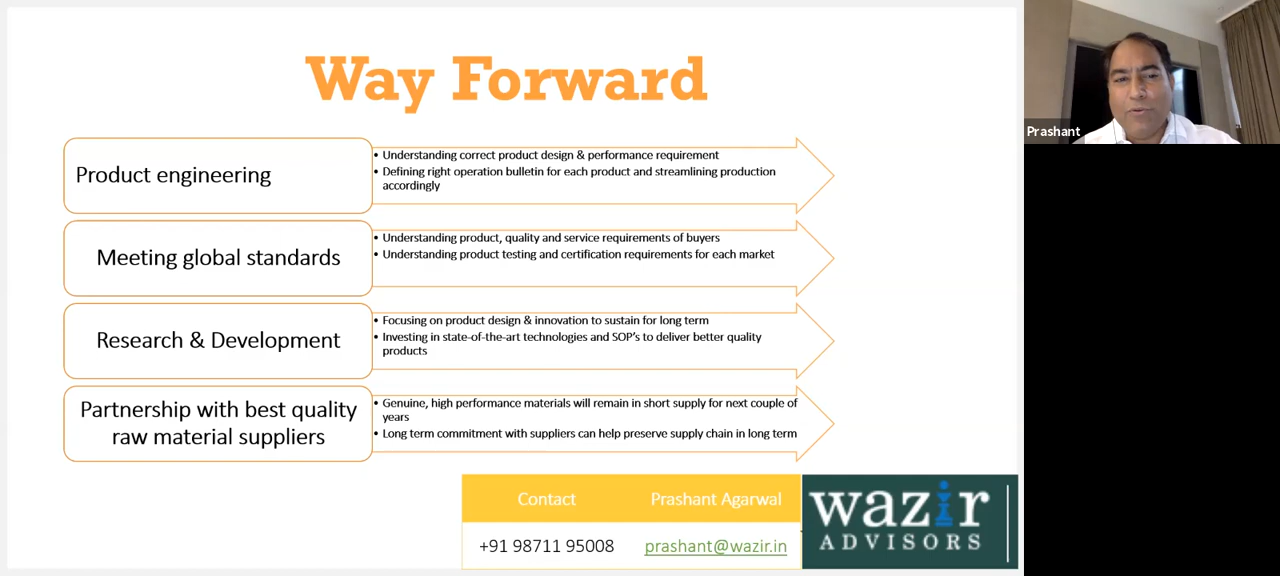 Way Forward
Product engineering
• Understanding correct product design & performance requirement
• Defining right operation bulletin for each product and streamlining production
accordingly
Meeting global standards
• Understanding product, quality and service requirements of buyers
• Understanding product testing and certification requirements for each market
Research & Development
• Focusing on product design & innovation to sustain for long term
• Investing in state-of-the-art technologies and SOP's to deliver better quality
products
Partnership with best quality
raw material suppliers
• Genuine, high performance materials will remain in short supply for next couple of
years
• Long term commitment with suppliers can help preserve supply chain in long term
Contact Prashant Agarwal
+91 98711 95008 prashant@wazir.in
wazir
ADVISORS
Prashant